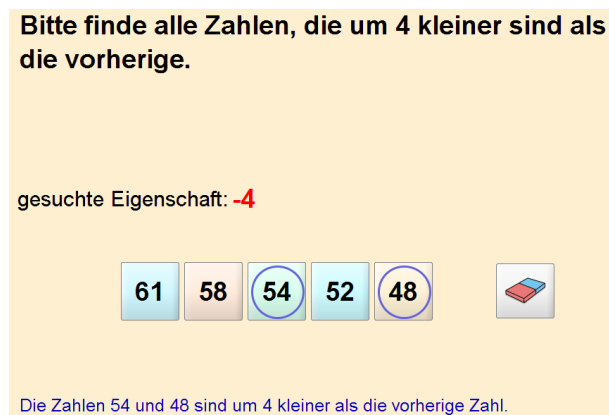 Bitte finde alle Zahlen, die um 4 kleiner sind als
die vorherige.
gesuchte Eigenschaft: -4
61 58 54 52 48
Die Zahlen 54 und 48 sind um 4 kleiner als die vorherige Zahl.